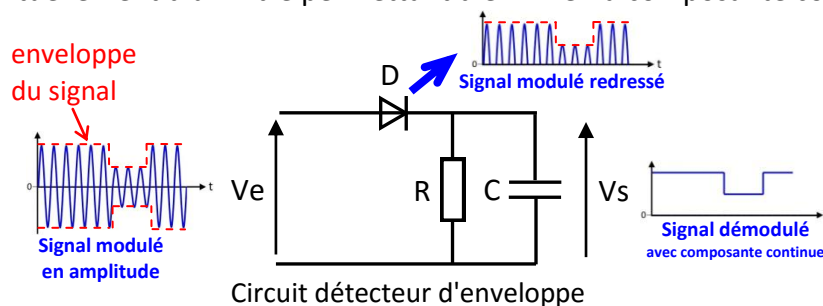 enveloppe
du signal
D
0
t
Signal modulé redressé
0
t
Ve
R
C
Vs
0
Signal modulé
en amplitude
Signal démodulé
avec composante continue
Circuit détecteur d'enveloppe